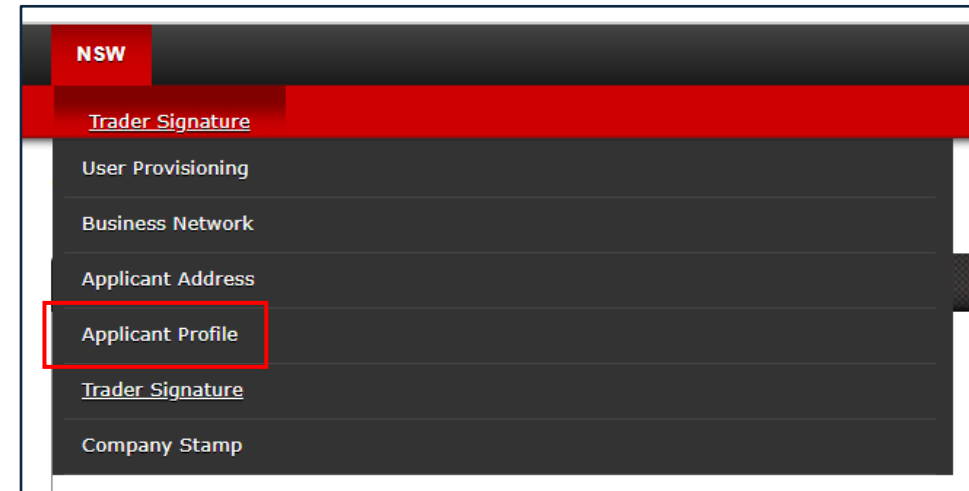 NSW
Trader Signature
User Provisioning
Business Network
Applicant Address
Applicant Profile
Trader Signature
Company Stamp